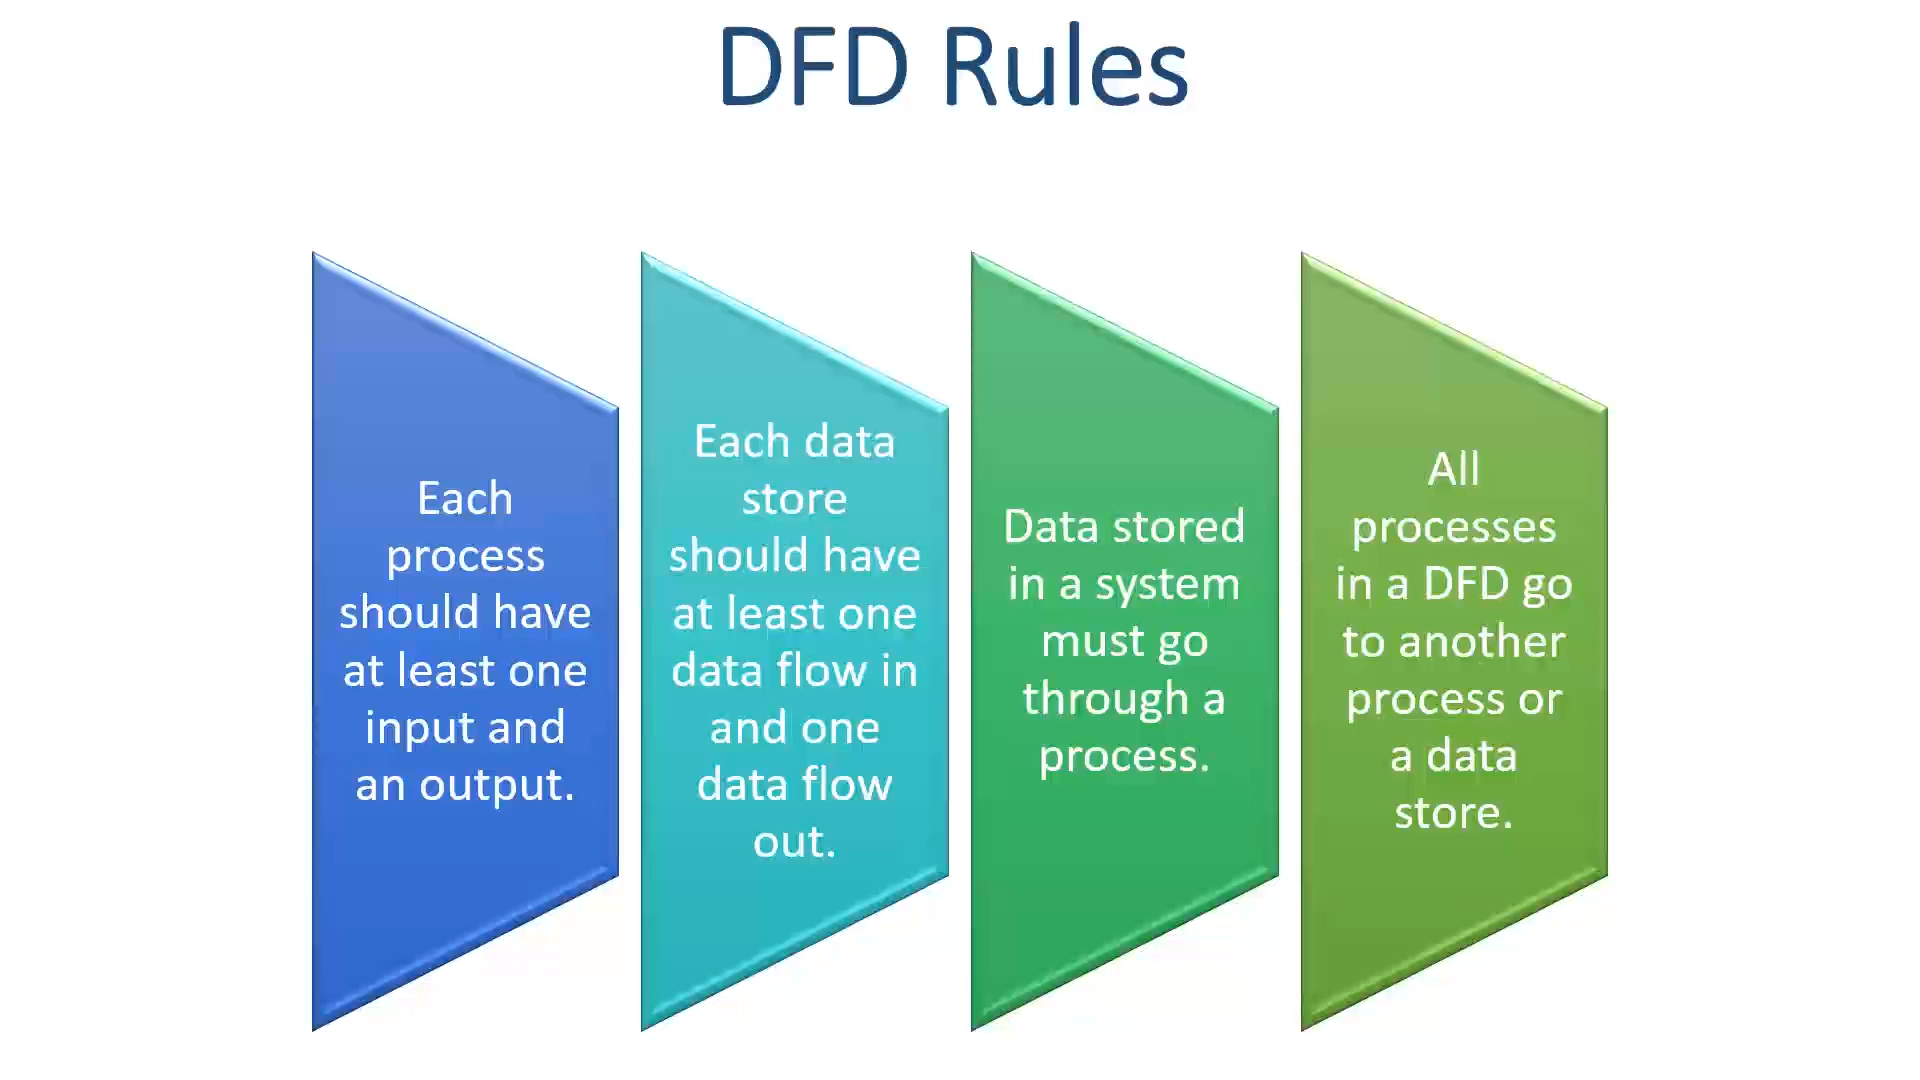 DFD Rules
Each
process
should have
at least one
input and
an output.
Each data
store
should have
at least one
data flow in
and one
data flow
out.
Data stored
in a system
must go
through a
process.
All
processes
in a DFD go
to another
process or
a data
store.